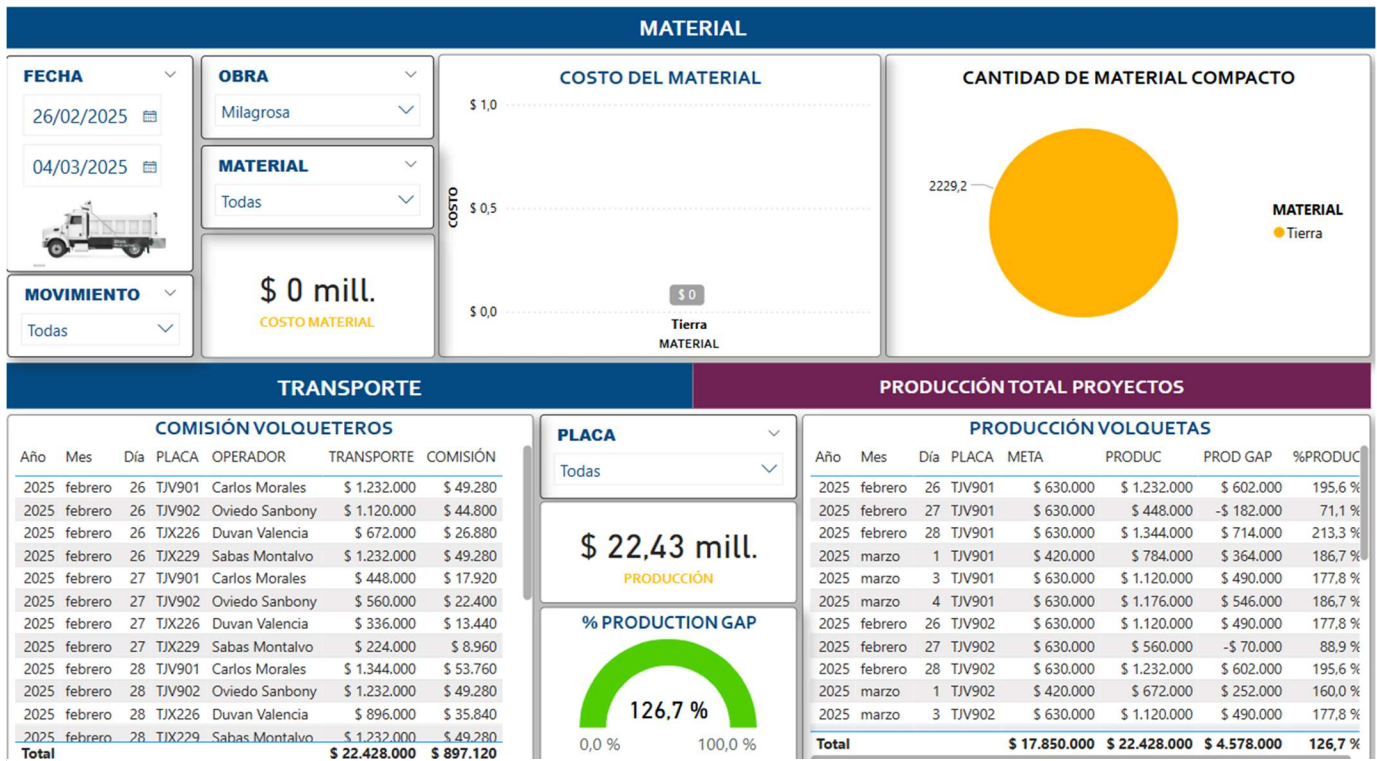 MATERIAL
FECHA
26/02/2025
04/03/2025
OBRA
Milagrosa
MATERIAL
Todas
MOVIMIENTO
Todas
$ 0 mill.
COSTO MATERIAL
COSTO DEL MATERIAL
$ 1,0
$ 0,5
$ 0,0
COSTO
$ 0
Tierra
MATERIAL
CANTIDAD DE MATERIAL COMPACTO
2229,2
MATERIAL
Tierra
TRANSPORTE
PRODUCCIÓN TOTAL PROYECTOS
COMISIÓN VOLQUETEROS
Año Mes Día PLACA OPERADOR TRANSPORTE COMISIÓN
2025 febrero 26 TJV901 Carlos Morales $ 1.232.000 $ 49.280
2025 febrero 26 TJV902 Oviedo Sanbony $ 1.120.000 $ 44.800
2025 febrero 26 TJX226 Duvan Valencia $ 672.000 $ 26.880
2025 febrero 26 TJX229 Sabas Montalvo $ 1.232.000 $ 49.280
2025 febrero 27 TJV901 Carlos Morales $ 448.000 $ 17.920
2025 febrero 27 TJV902 Oviedo Sanbony $ 560.000 $ 22.400
2025 febrero 27 TJX226 Duvan Valencia $ 336.000 $ 13.440
2025 febrero 27 TJX229 Sabas Montalvo $ 224.000 $ 8.960
2025 febrero 28 TJV901 Carlos Morales $ 1.344.000 $ 53.760
2025 febrero 28 TJV902 Oviedo Sanbony $ 1.232.000 $ 49.280
2025 febrero 28 TJX226 Duvan Valencia $ 896.000 $ 35.840
2025 febrero 28 TJX229 Sabas Montalvo $ 1.232.000 $ 49.280
Total $ 22.428.000 $ 897.120
PLACA
Todas
$ 22,43 mill.
PRODUCCIÓN
% PRODUCTION GAP
126,7 %
0,0 % 100,0 %
PRODUCCIÓN VOLQUETAS
Año Mes Día PLACA META PRODUC PROD GAP %PRODUC
2025 febrero 26 TJV901 $ 630.000 $ 1.232.000 $ 602.000 195,6 %
2025 febrero 27 TJV901 $ 630.000 $ 448.000 -$ 182.000 71,1 %
2025 febrero 28 TJV901 $ 630.000 $ 1.344.000 $ 714.000 213,3 %
2025 marzo 1 TJV901 $ 420.000 $ 784.000 $ 364.000 186,7 %
2025 marzo 3 TJV901 $ 630.000 $ 1.120.000 $ 490.000 177,8 %
2025 marzo 4 TJV901 $ 630.000 $ 1.176.000 $ 546.000 186,7 %
2025 febrero 26 TJV902 $ 630.000 $ 1.120.000 $ 490.000 177,8 %
2025 febrero 27 TJV902 $ 630.000 $ 560.000 -$ 70.000 88,9 %
2025 febrero 28 TJV902 $ 630.000 $ 1.232.000 $ 602.000 195,6 %
2025 marzo 1 TJV902 $ 420.000 $ 672.000 $ 252.000 160,0 %
2025 marzo 3 TJV902 $ 630.000 $ 1.120.000 $ 490.000 177,8 %
Total $ 17.850.000 $ 22.428.000 $ 4.578.000 126,7 %